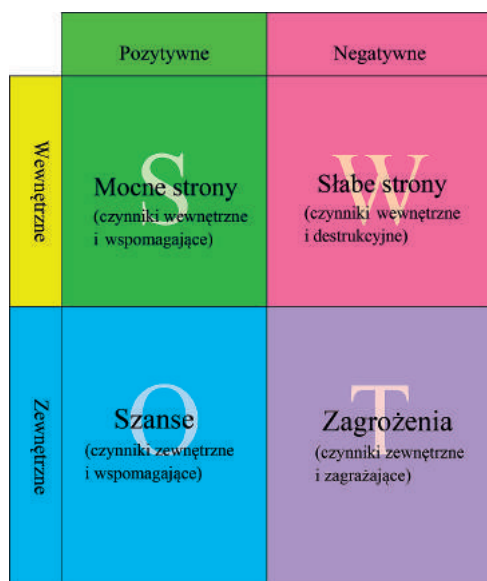 Pozytywne
Negatywne
Wewnętrzne
S
Mocne strony
(czynniki wewnętrzne
i wspomagające)
W
Słabe strony
(czynniki wewnętrzne
i destrukcyjne)
Zewnętrzne
O
Szanse
(czynniki zewnętrzne
i wspomagające)
T
Zagrożenia
(czynniki zewnętrzne
i zagrażające)